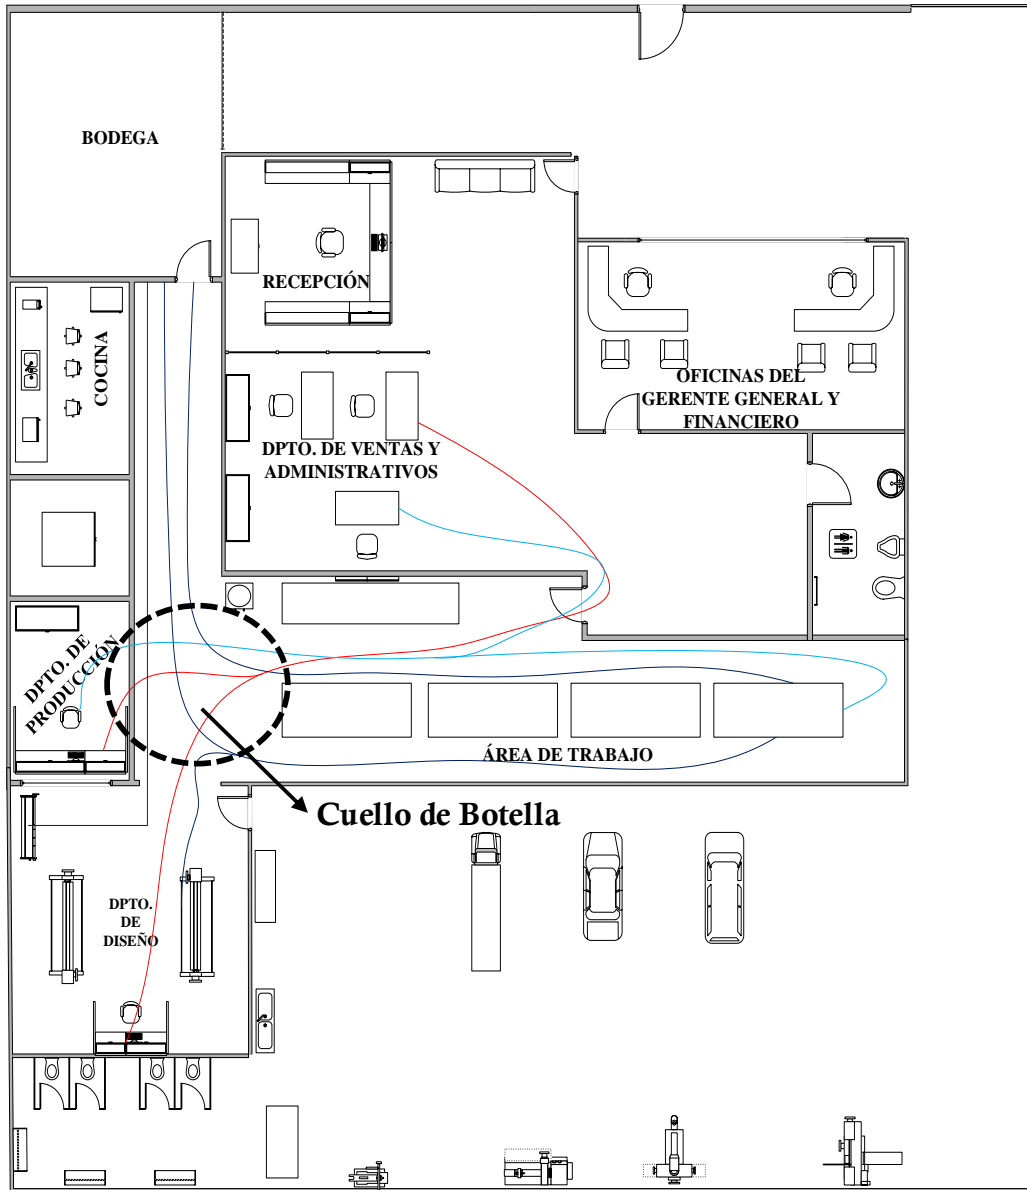 BODEGA
RECEPCIÓN
COCINA
OFICINAS DEL
GERENTE GENERAL Y
FINANCIERO
DPTO. DE VENTAS Y
ADMINISTRATIVOS
DPTO. DE
PRODUCCIÓN
ÁREA DE TRABAJO
Cuello de Botella
DPTO.
DE
DISEÑO